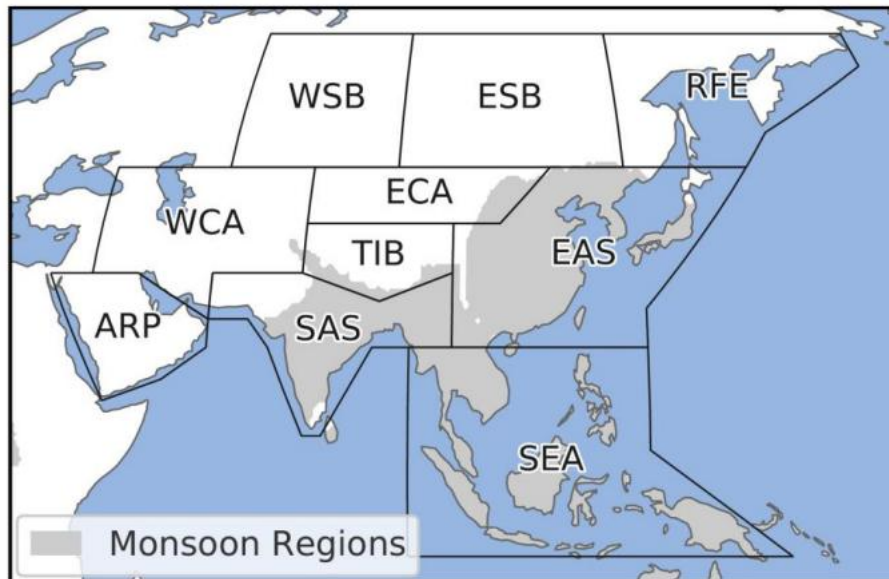 WSB
ESB
RFE
ECA
WCA
TIB
EAS
ARP
SAS
SEA
Monsoon Regions